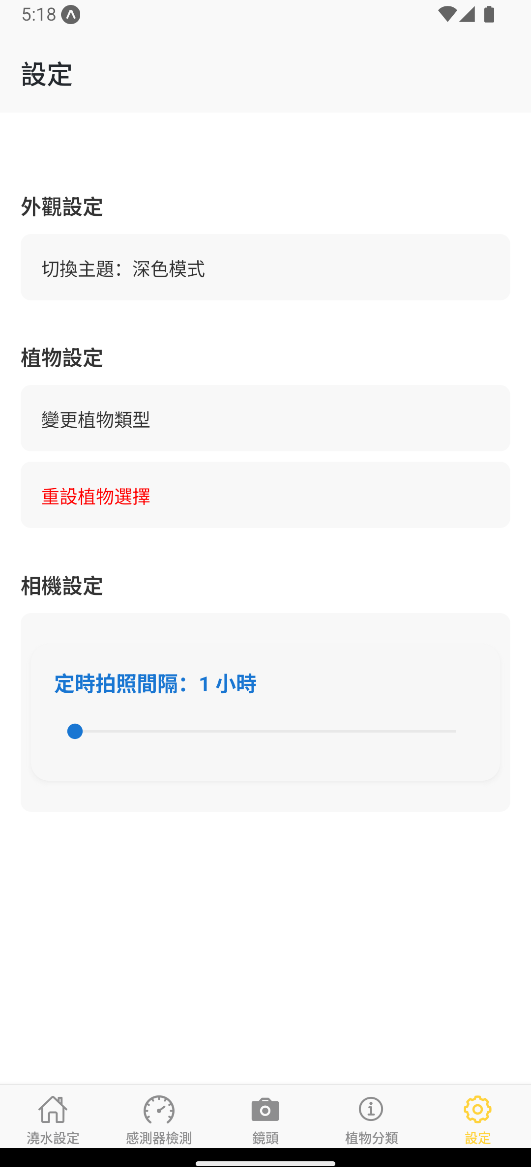 5:18
設定
外觀設定
切換主題：深色模式
植物設定
變更植物類型
重設植物選擇
相機設定
定時拍照間隔：1 小時
澆水設定
感測器檢測
鏡頭
植物分類
設定